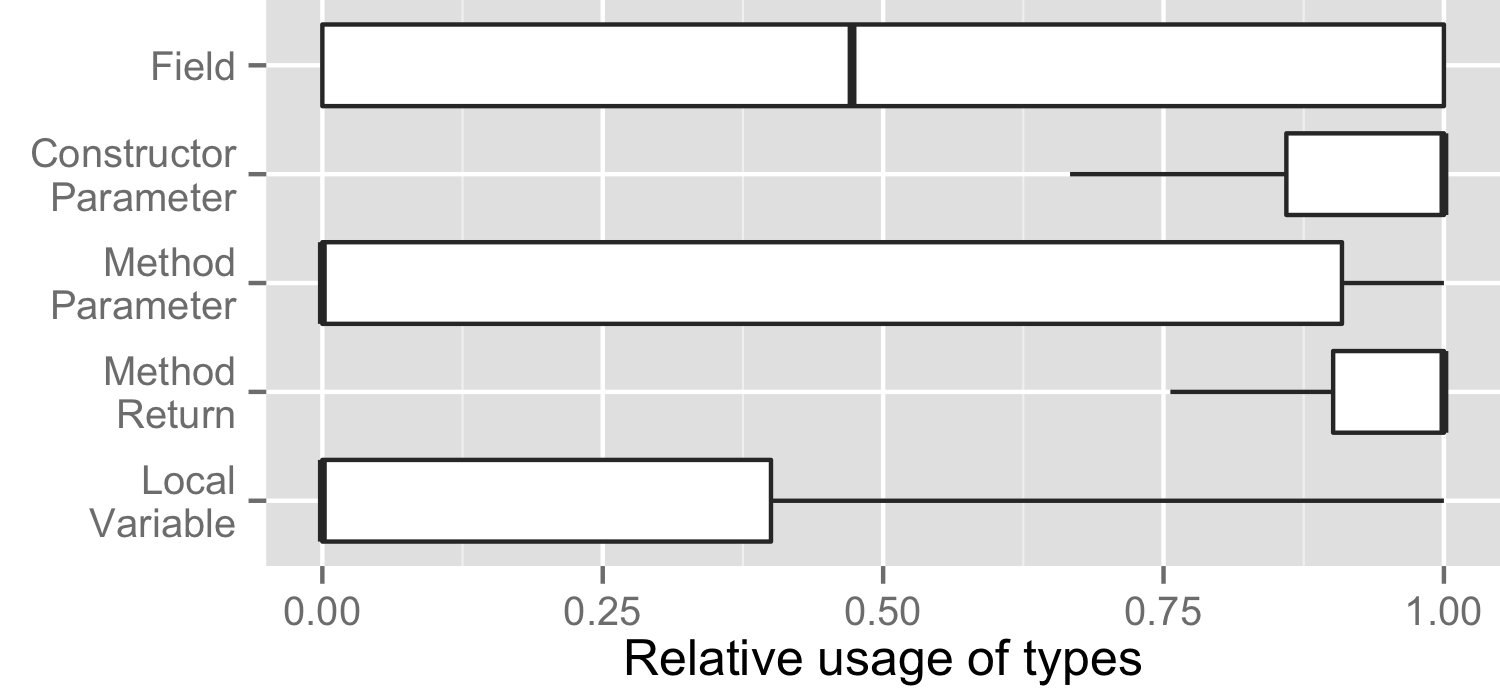 Field
Constructor
Parameter
Method
Parameter
Method
Return
Local
Variable
0.00 0.25 0.50 0.75 1.00
Relative usage of types